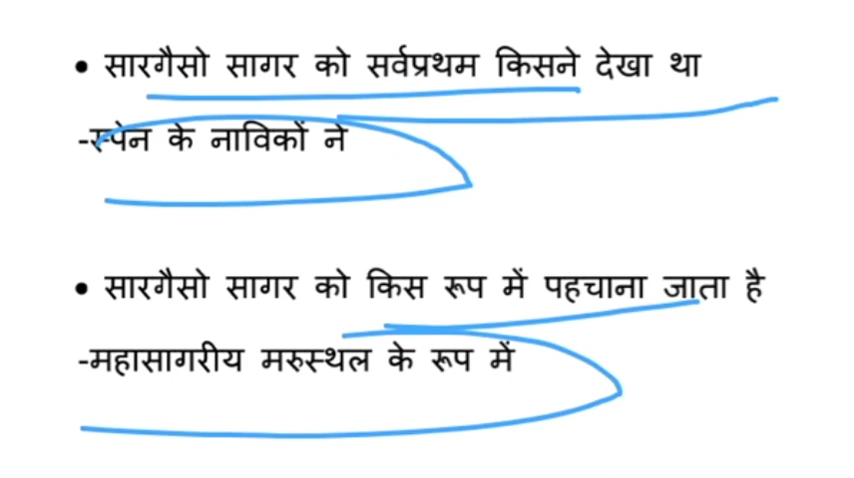 • सारगैसो सागर को सर्वप्रथम किसने देखा था
-स्पेन के नाविकों ने
• सारगैसो सागर को किस रूप में पहचाना जाता है
-महासागरीय मरुस्थल के रूप में